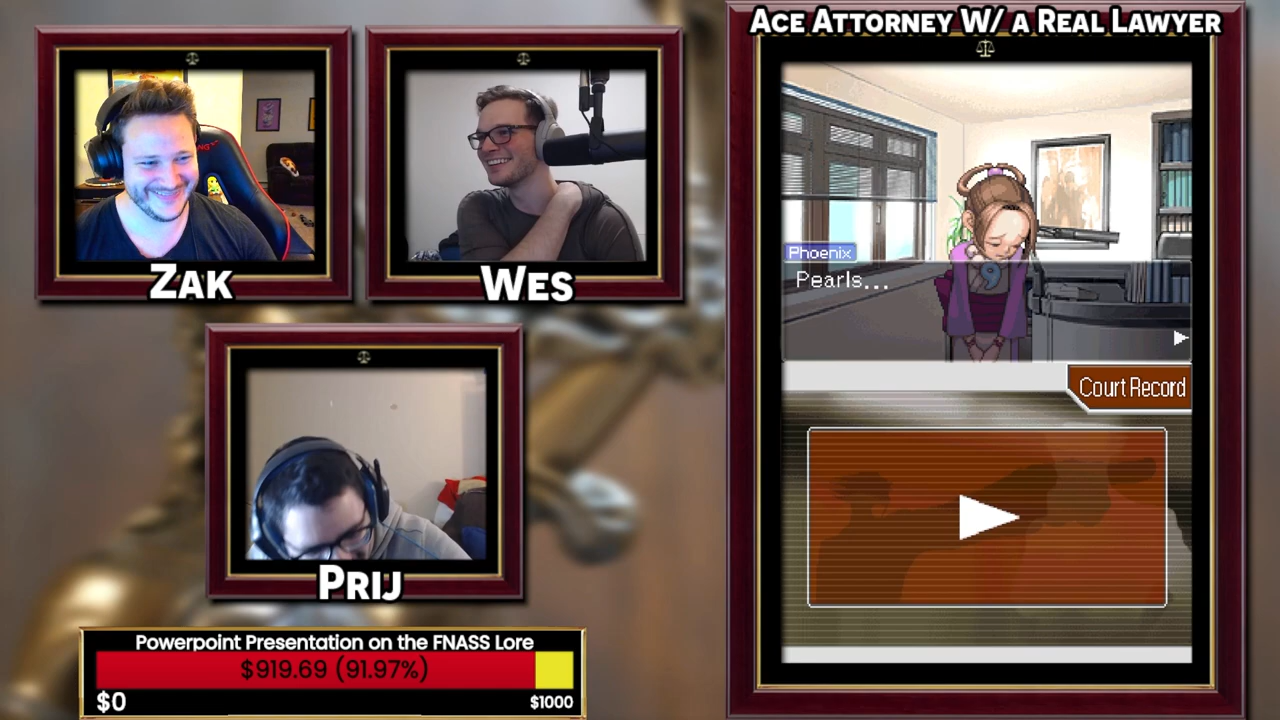 Ace Attorney W/ a Real Lawyer
Zak
Wes
Phoenix
Pearls...
Court Record
Prij
Powerpoint Presentation on the FNASS Lore
$919.69 (91.97%)
$0
$1000